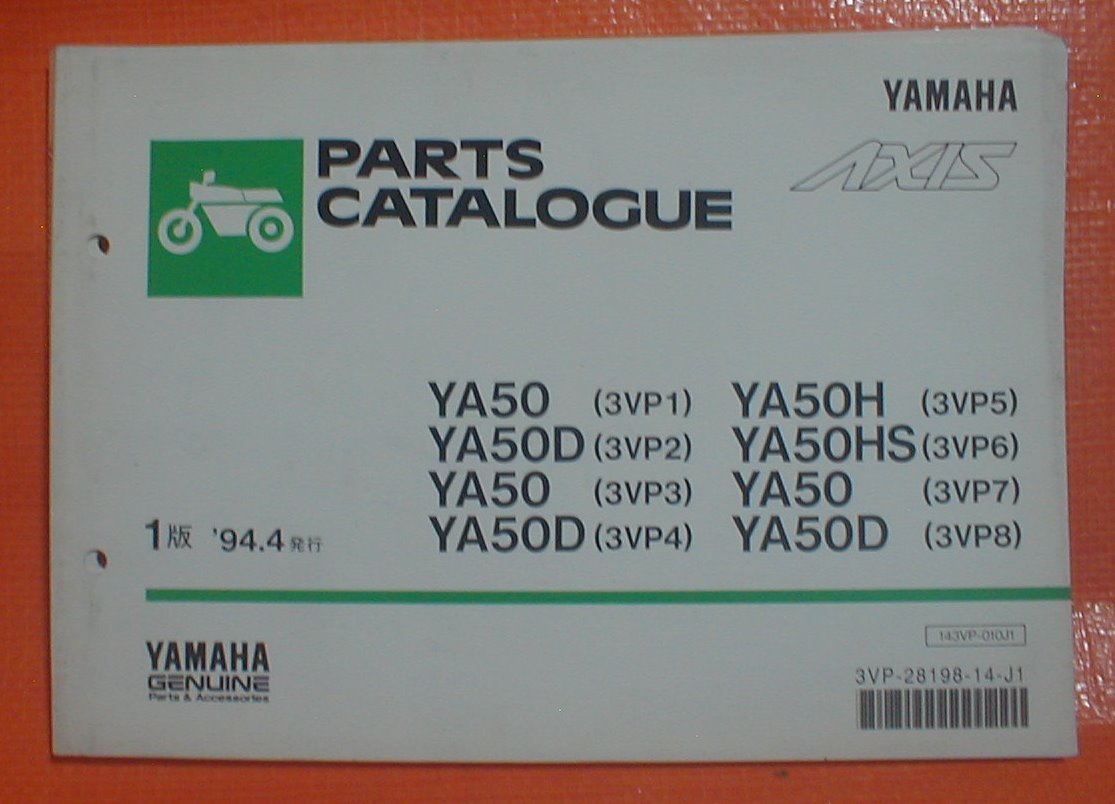 YAMAHA
AXIS
PARTS
CATALOGUE
YA50 (3VP1) YA50H (3VP5)
YA50D (3VP2) YA50HS (3VP6)
YA50 (3VP3) YA50 (3VP7)
YA50D (3VP4) YA50D (3VP8)
1版 '94.4 発行
143VP-010J1
YAMAHA
GENUINE
Parts & Accessories
3VP-28198-14-J1